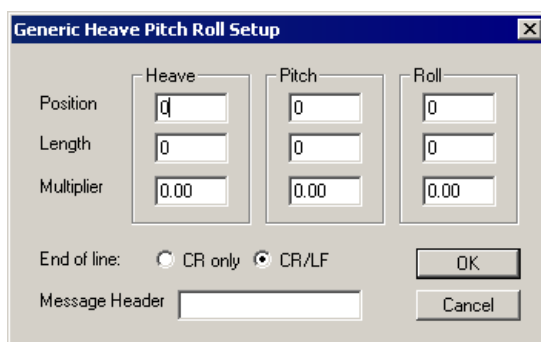 Generic Heave Pitch Roll Setup
Heave Pitch Roll
Position 0 0 0
Length 0 0 0
Multiplier 0.00 0.00 0.00
End of line: CR only CR/LF OK
Message Header Cancel